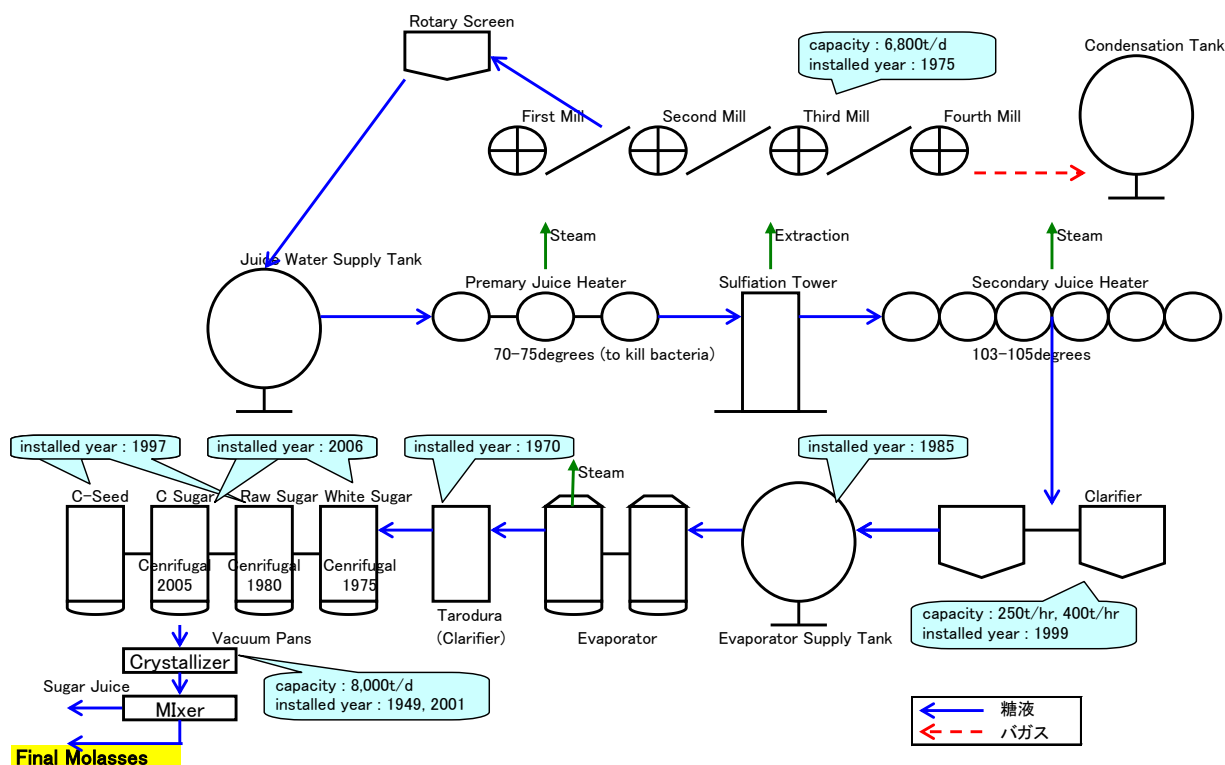 Rotary Screen
capacity : 6,800t/d
installed year : 1975
Condensation Tank
First Mill
Second Mill
Third Mill
Fourth Mill
Steam
Extraction
Steam
Juice Water Supply Tank
Premary Juice Heater
Sulfiation Tower
Secondary Juice Heater
70-75degrees (to kill bacteria)
103-105degrees
installed year : 1997
installed year : 2006
installed year : 1970
installed year : 1985
Steam
C-Seed
C Sugar
Raw Sugar
White Sugar
Clarifier
Cenrifugal
2005
Cenrifugal
1980
Cenrifugal
1975
Tarodura
(Clarifier)
Evaporator
Evaporator Supply Tank
capacity : 250t/hr, 400t/hr
installed year : 1999
Vacuum Pans
Crystallizer
capacity : 8,000t/d
installed year : 1949, 2001
Sugar Juice
MIxer
Final Molasses
糖液
バガス